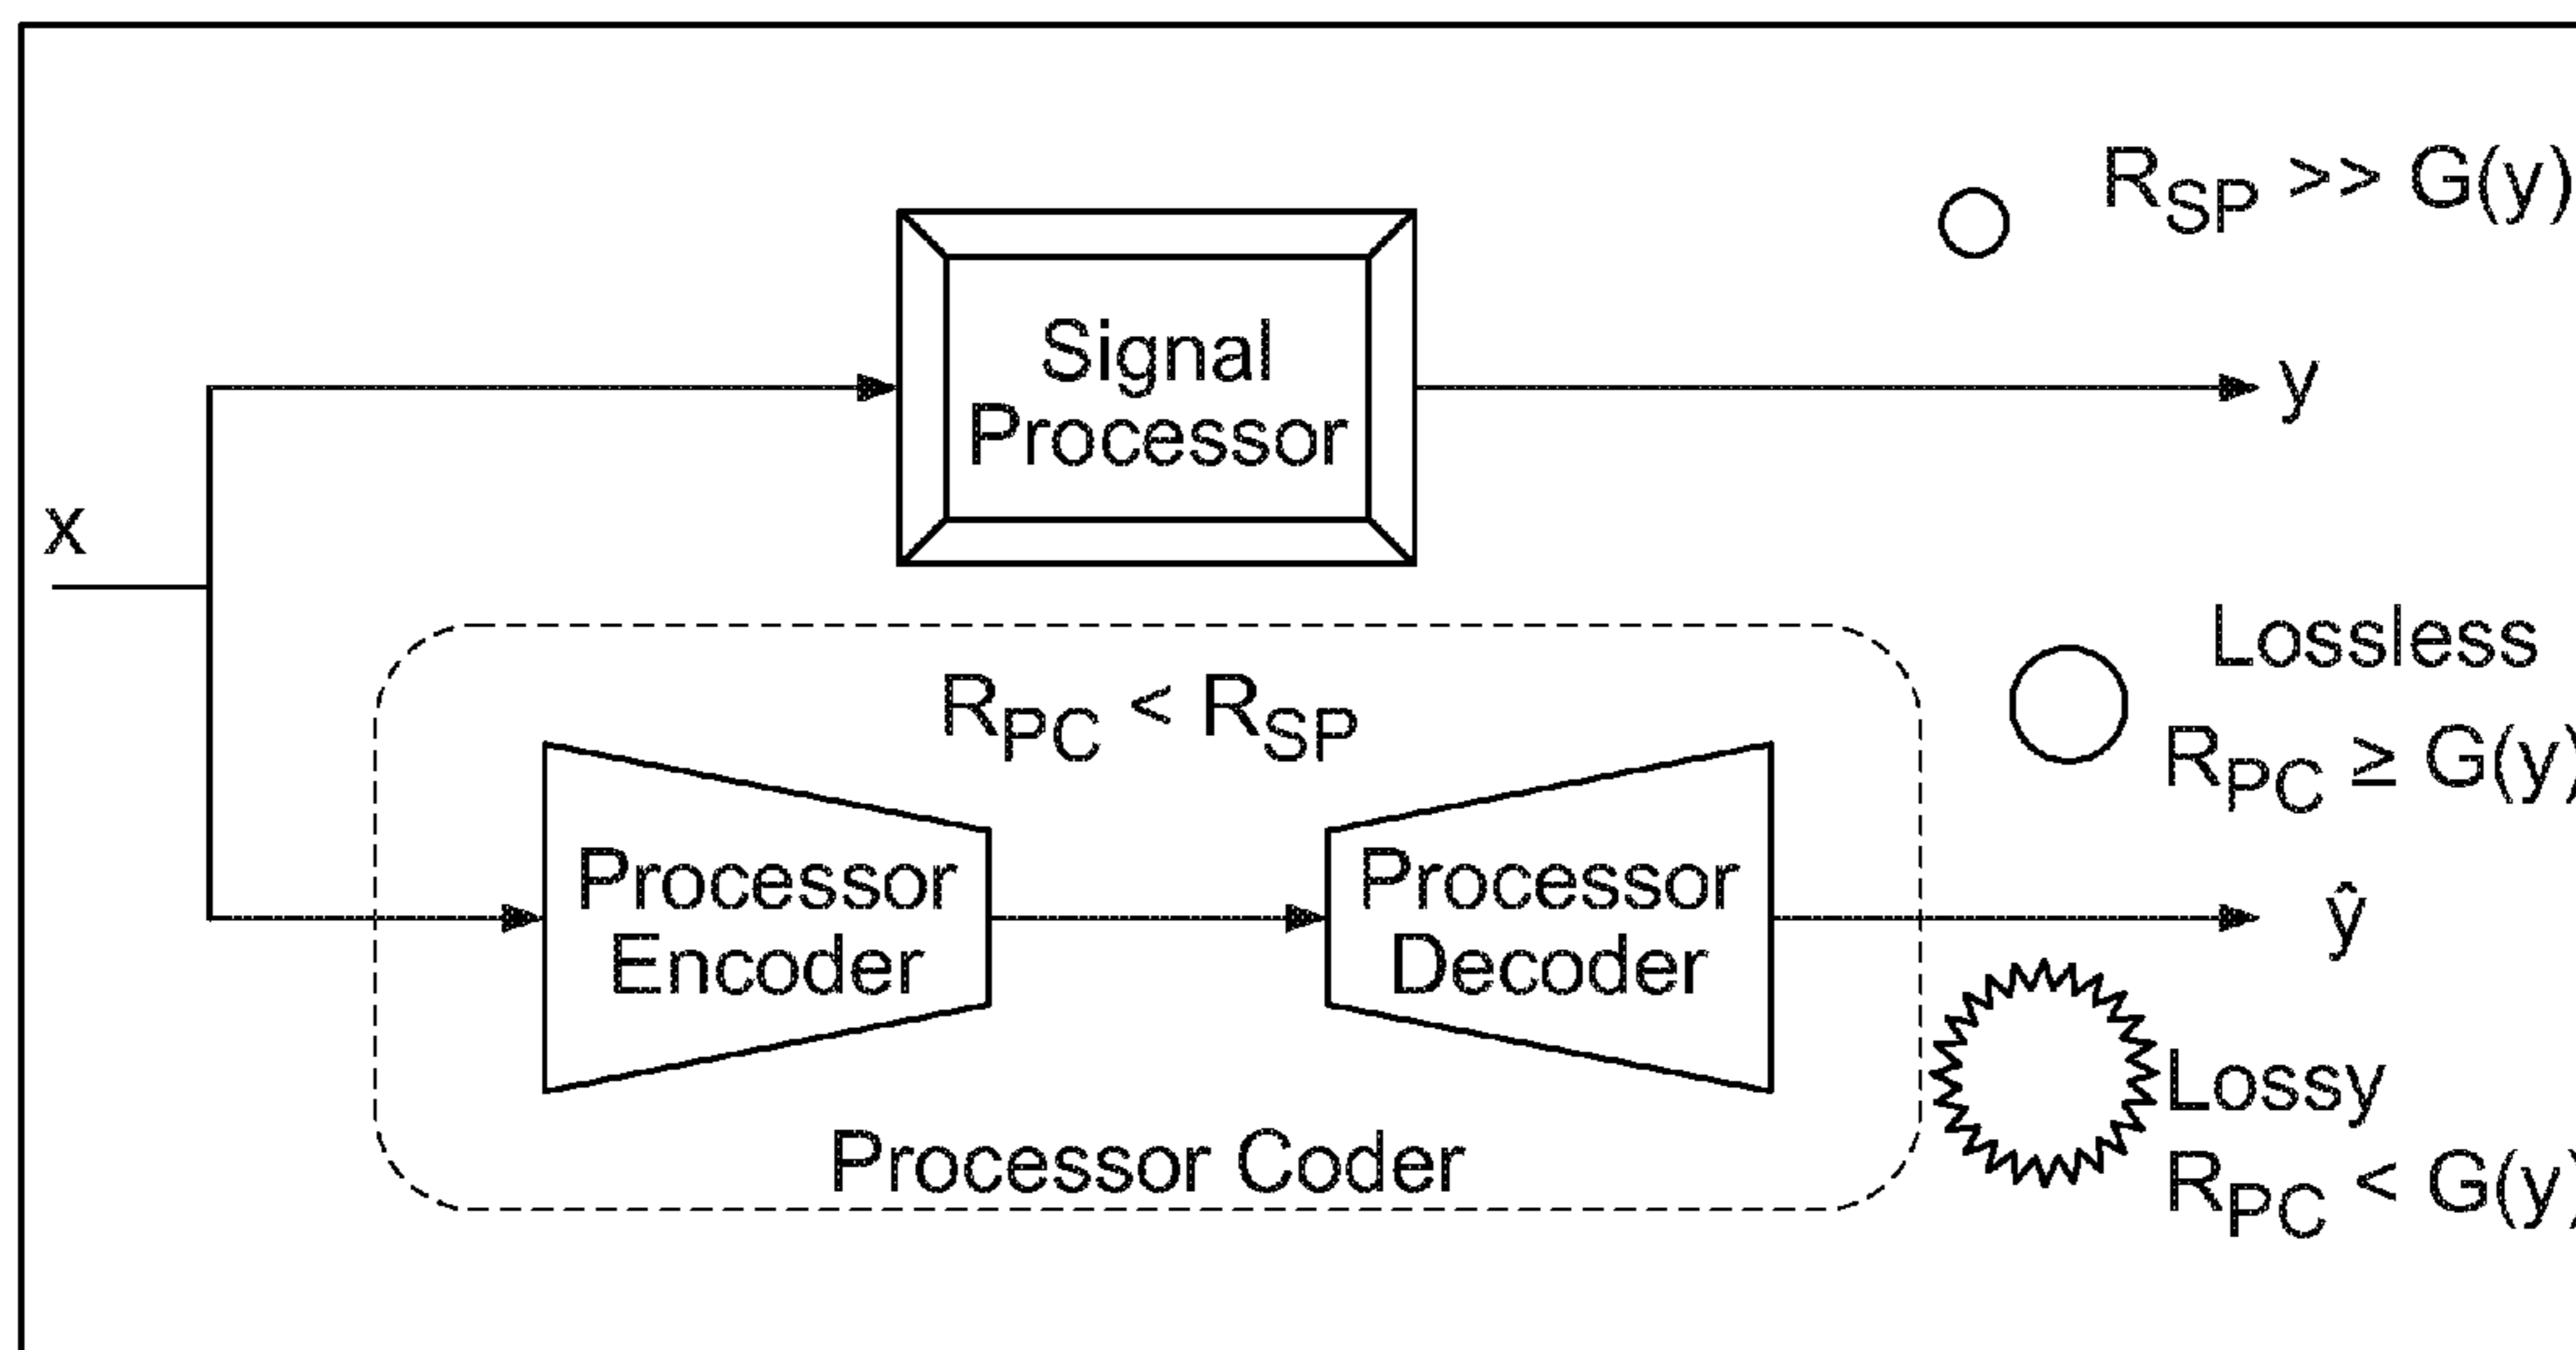 R_SP >> G(y)
Signal
Processor
y
x
Lossless
R_PC < R_SP
R_PC ≥ G(y)
Processor
Encoder
Processor
Decoder
ŷ
Lossy
Processor Coder
R_PC < G(y)